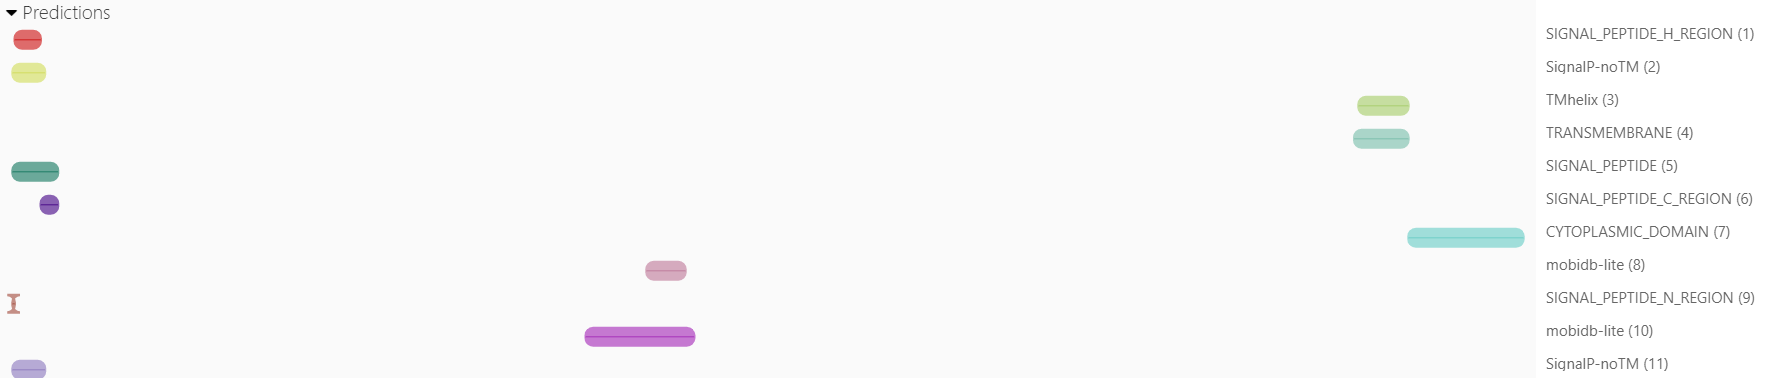 Predictions
SIGNAL_PEPTIDE_H_REGION (1)
SignalP-noTM (2)
TMhelix (3)
TRANSMEMBRANE (4)
SIGNAL_PEPTIDE (5)
SIGNAL_PEPTIDE_C_REGION (6)
CYTOPLASMIC_DOMAIN (7)
mobidb-lite (8)
SIGNAL_PEPTIDE_N_REGION (9)
mobidb-lite (10)
SignalP-noTM (11)